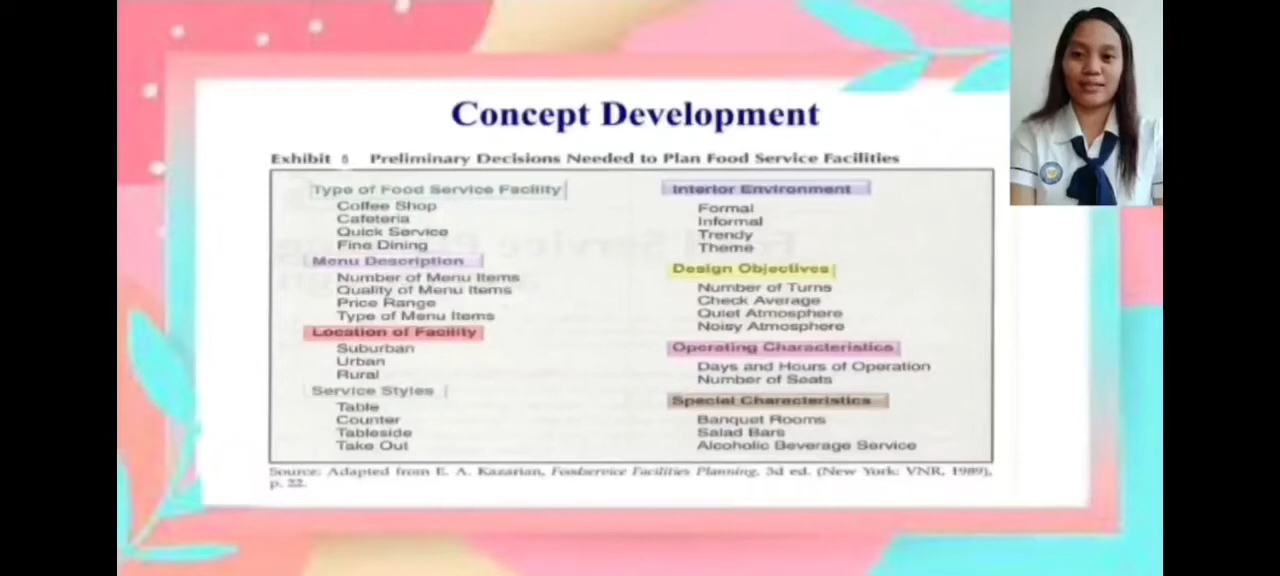 Concept Development
Exhibit 8 Preliminary Decisions Needed to Plan Food Service Facilities
Type of Food Service Facility
Coffee Shop
Cafeteria
Quick Service
Fine Dining
Menu Description
Number of Menu Items
Quality of Menu Items
Price Range
Type of Menu Items
Location of Facility
Suburban
Urban
Rural
Service Styles
Table
Counter
Tableside
Take Out
Interior Environment
Formal
Informal
Trendy
Theme
Design Objectives
Number of Turns
Check Average
Quiet Atmosphere
Noisy Atmosphere
Operating Characteristics
Days and Hours of Operation
Number of Seats
Special Characteristics
Banquet Rooms
Salad Bars
Alcoholic Beverage Service
Source: Adapted from E. A. Kazarian, Foodservice Facilities Planning, 3d ed. (New York: VNR, 1989),
p. 22.